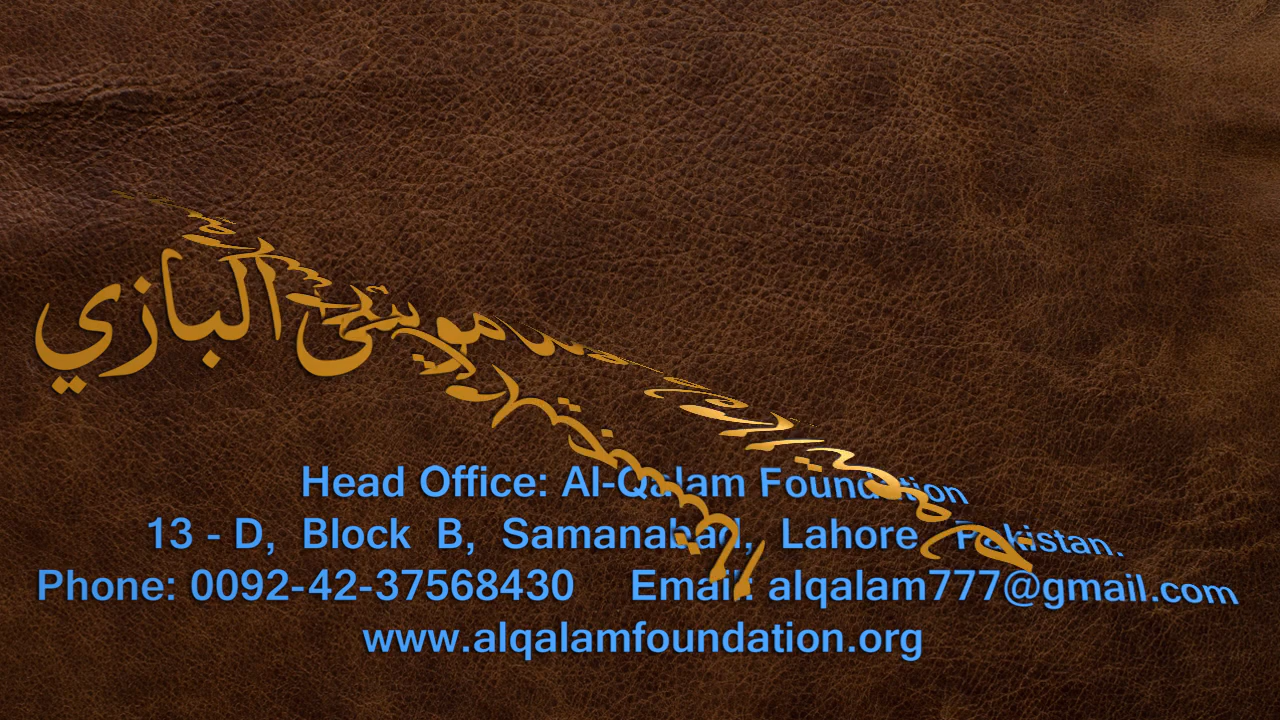 موسى البازي
Head Office: Al-Qalam Foundation
13 - D, Block B, Samanabad, Lahore, Pakistan.
Phone: 0092-42-37568430 Email: alqalam777@gmail.com
www.alqalamfoundation.org